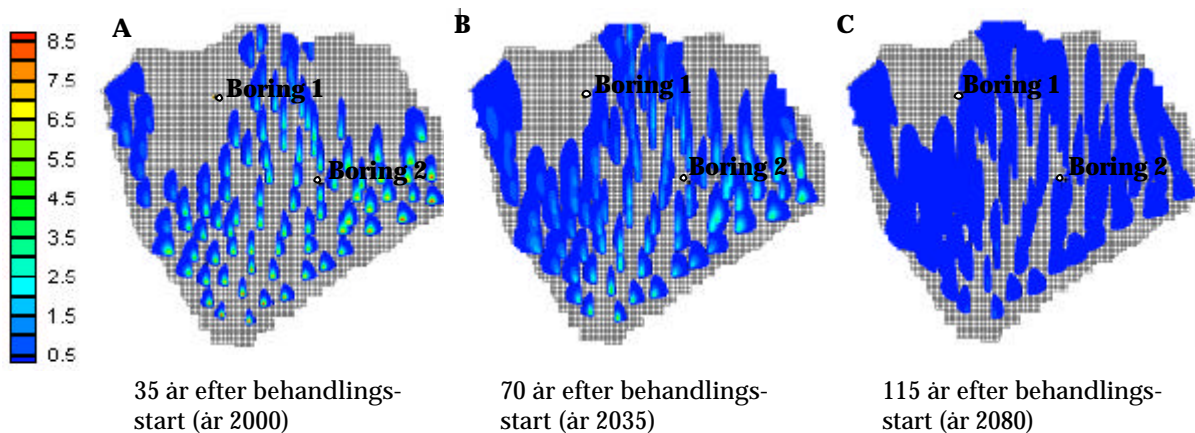 A
B
C
8.5
7.5
6.5
5.5
4.5
3.5
2.5
1.5
0.5
Boring 1
Boring 2
Boring 1
Boring 2
Boring 1
Boring 2
35 år efter behandlings-
start (år 2000)
70 år efter behandlings-
start (år 2035)
115 år efter behandlings-
start (år 2080)